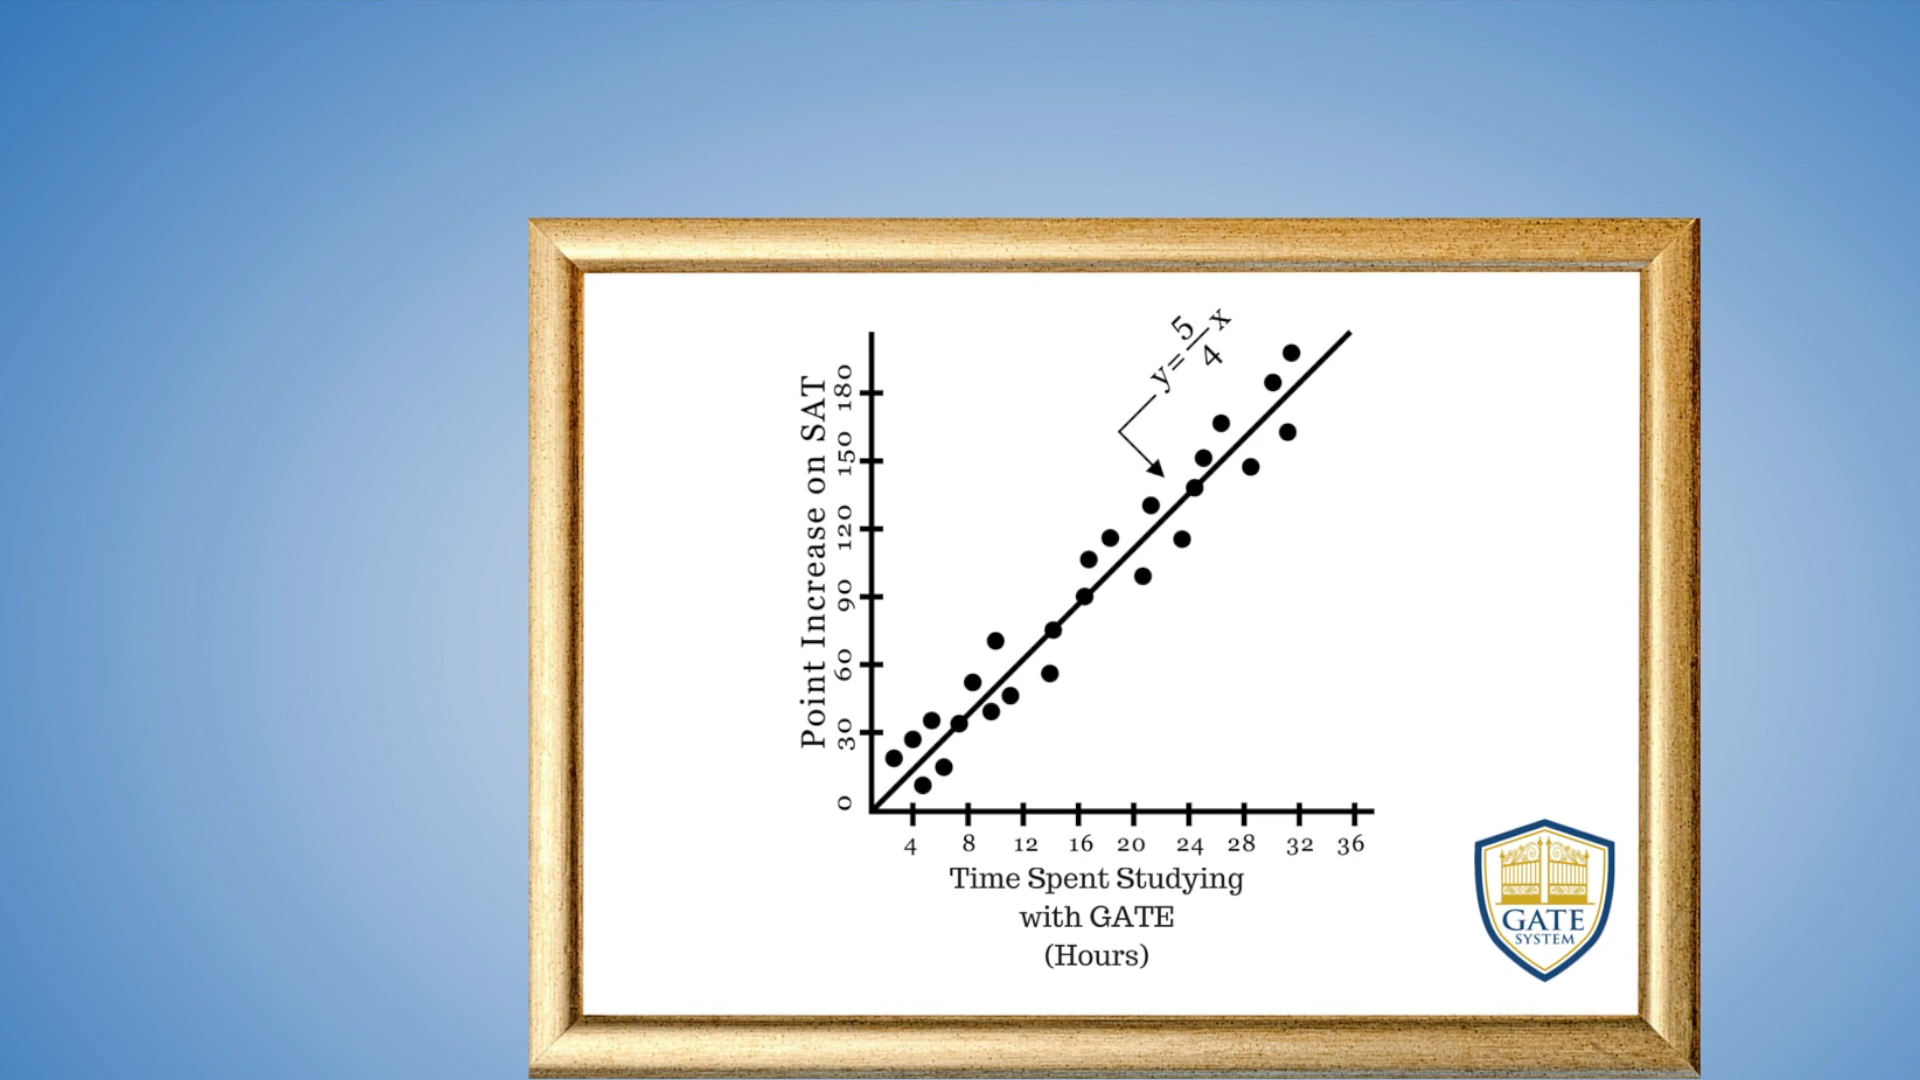 y=5/4 x
Point Increase on SAT
180
150
120
90
60
30
0
4 8 12 16 20 24 28 32 36
Time Spent Studying
with GATE
(Hours)
GATE
SYSTEM